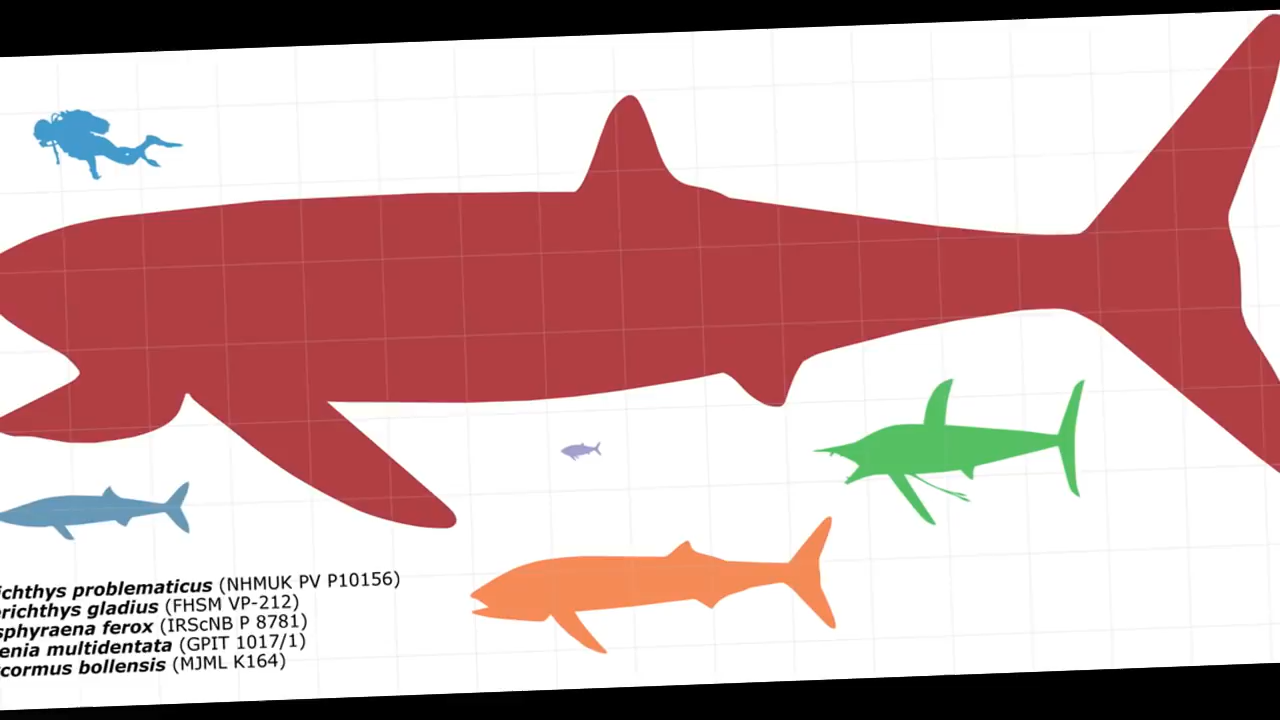 ichthys problematicus (NHMUK PV P10156)
erichthys gladius (FHSM VP-212)
sphyraena ferox (IRScNB P 8781)
enia multidentata (GPIT 1017/1)
cormus bollensis (MJML K164)